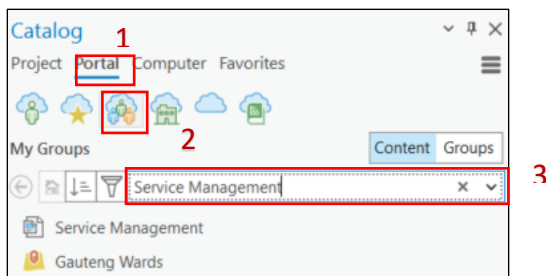 Catalog
1
Project Portal Computer Favorites
2
My Groups Content Groups
Service Management
3
Service Management
Gauteng Wards